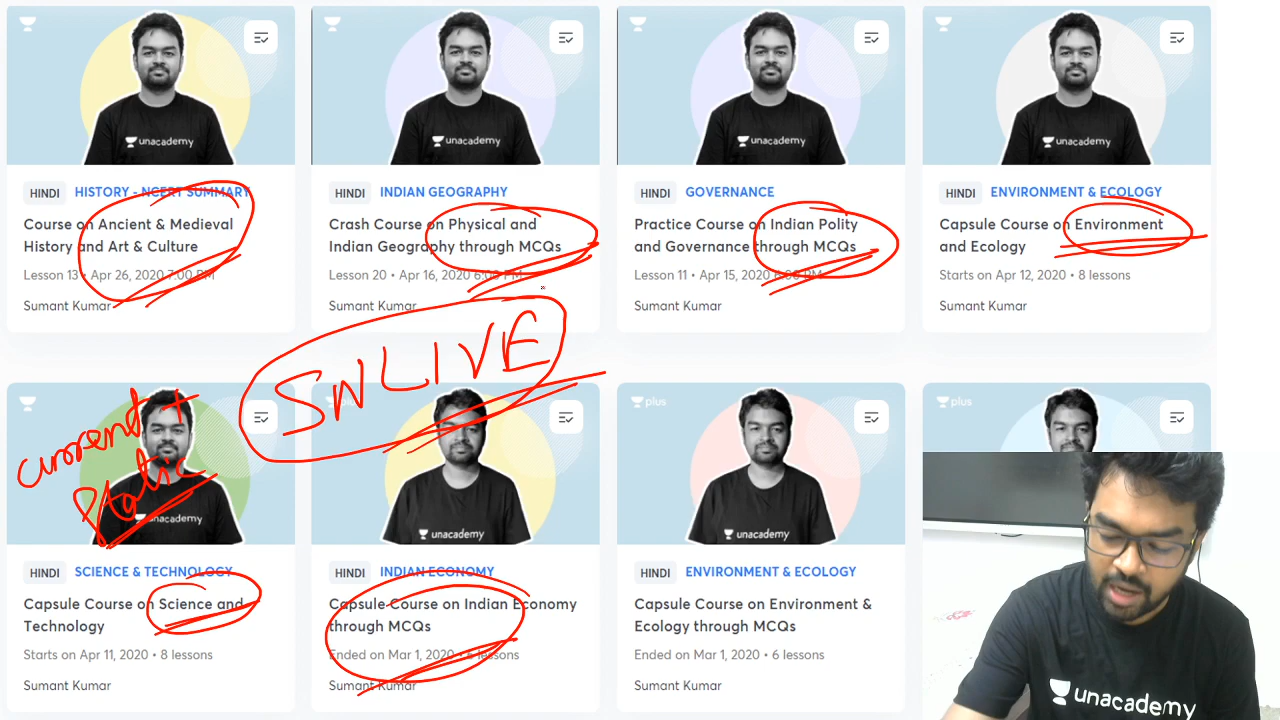 unacademy
unacademy
unacademy
unacademy
HINDI HISTORY - NCERT SUMMARY
Course on Ancient & Medieval
History and Art & Culture
Lesson 13 • Apr 26, 2020 7:00 PM
Sumant Kumar
HINDI INDIAN GEOGRAPHY
Crash Course on Physical and
Indian Geography through MCQs
Lesson 20 • Apr 16, 2020 6:00 PM
Sumant Kumar
HINDI GOVERNANCE
Practice Course on Indian Polity
and Governance through MCQs
Lesson 11 • Apr 15, 2020 6:00 PM
Sumant Kumar
HINDI ENVIRONMENT & ECOLOGY
Capsule Course on Environment
and Ecology
Starts on Apr 12, 2020 • 8 lessons
Sumant Kumar
SWLIVE
current +
Static
plus
plus
plus
unacademy
unacademy
unacademy
HINDI SCIENCE & TECHNOLOGY
Capsule Course on Science and
Technology
Starts on Apr 11, 2020 • 8 lessons
Sumant Kumar
HINDI INDIAN ECONOMY
Capsule Course on Indian Economy
through MCQs
Ended on Mar 1, 2020 • 6 lessons
Sumant Kumar
HINDI ENVIRONMENT & ECOLOGY
Capsule Course on Environment &
Ecology through MCQs
Ended on Mar 1, 2020 • 6 lessons
Sumant Kumar
unacademy